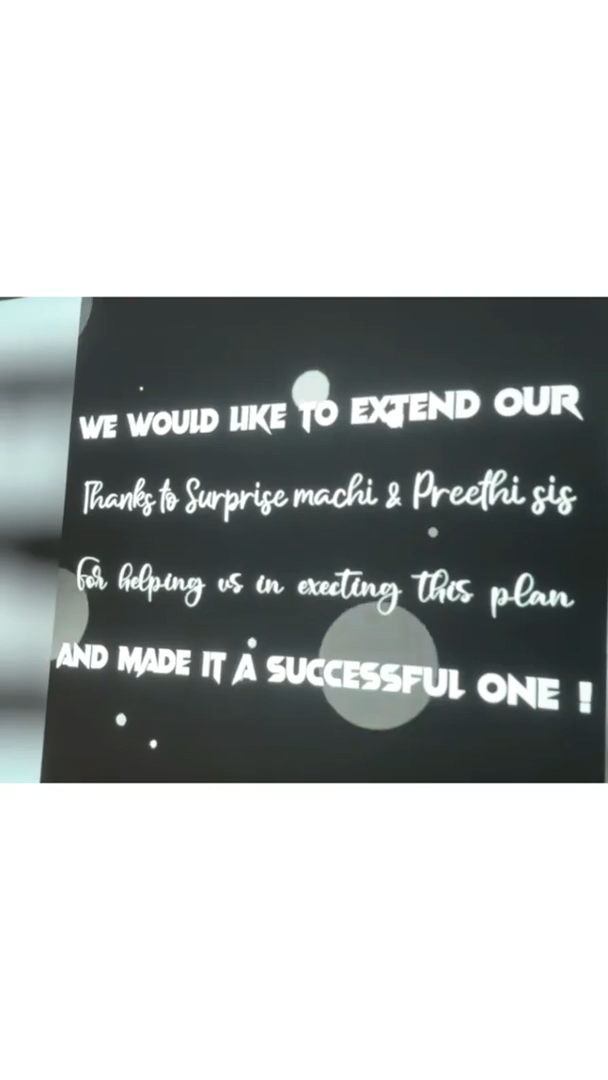 WE WOULD LIKE TO EXTEND OUR
Thanks to Surprise machi & Preethi sis
for helping us in execting this plan
AND MADE IT A SUCCESSFUL ONE !